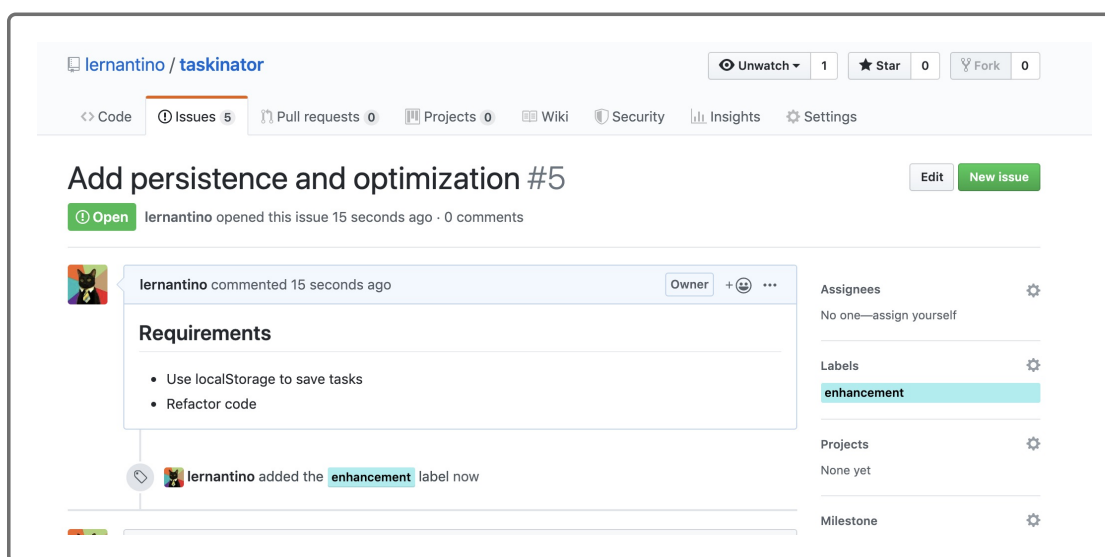 lernantino / taskinator
Unwatch 1 Star 0 Fork 0
<> Code Issues 5 Pull requests 0 Projects 0 Wiki Security Insights Settings
Add persistence and optimization #5
Edit New issue
Open lernantino opened this issue 15 seconds ago · 0 comments
lernantino commented 15 seconds ago Owner + ···
Requirements
• Use localStorage to save tasks
• Refactor code
lernantino added the enhancement label now
Assignees
No one—assign yourself
Labels
enhancement
Projects
None yet
Milestone